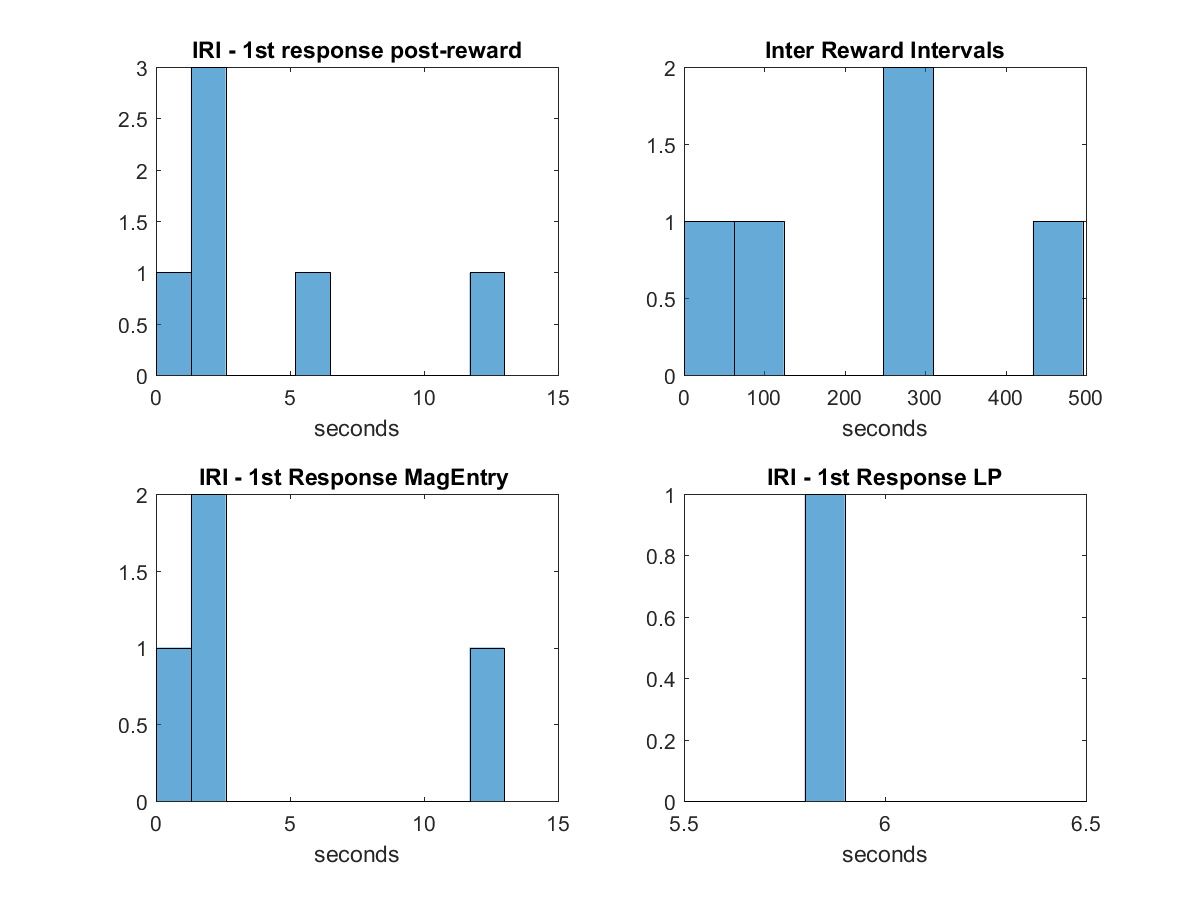 IRI - 1st response post-reward
3
2.5
2
1.5
1
0.5
0
0 5 10 15
seconds
Inter Reward Intervals
2
1.5
1
0.5
0
0 100 200 300 400 500
seconds
IRI - 1st Response MagEntry
2
1.5
1
0.5
0
0 5 10 15
seconds
IRI - 1st Response LP
1
0.8
0.6
0.4
0.2
0
5.5 6 6.5
seconds